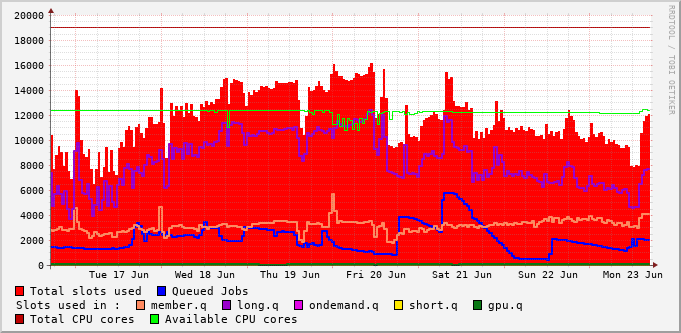 20000
18000
16000
14000
12000
10000
8000
6000
4000
2000
0
Tue 17 Jun Wed 18 Jun Thu 19 Jun Fri 20 Jun Sat 21 Jun Sun 22 Jun Mon 23 Jun
Total slots used Queued Jobs
Slots used in : member.q long.q ondemand.q short.q gpu.q
Total CPU cores Available CPU cores
RRDTOOL / TOBI OETIKER